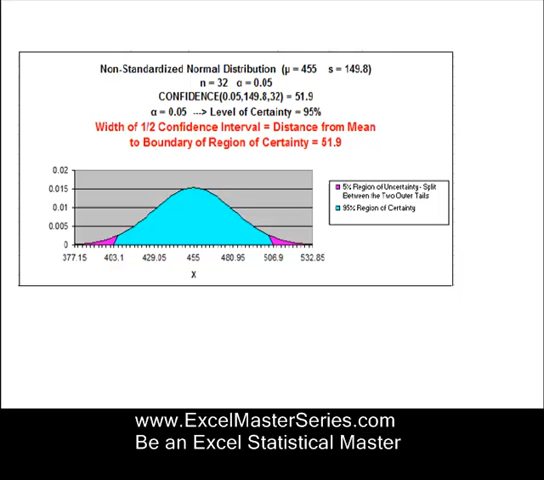 Non-Standardized Normal Distribution (µ = 455 s = 149.8)
n = 32 α = 0.05
CONFIDENCE(0.05,149.8,32) = 51.9
α = 0.05 ---> Level of Certainty = 95%
Width of 1/2 Confidence Interval = Distance from Mean
to Boundary of Region of Certainty = 51.9
0.02
0.015
0.01
0.005
0
377.15 403.1 429.05 455 480.95 506.9 532.85
X
5% Region of Uncertainty - Split
Between the Two Outer Tails
95% Region of Certainty
www.ExcelMasterSeries.com
Be an Excel Statistical Master